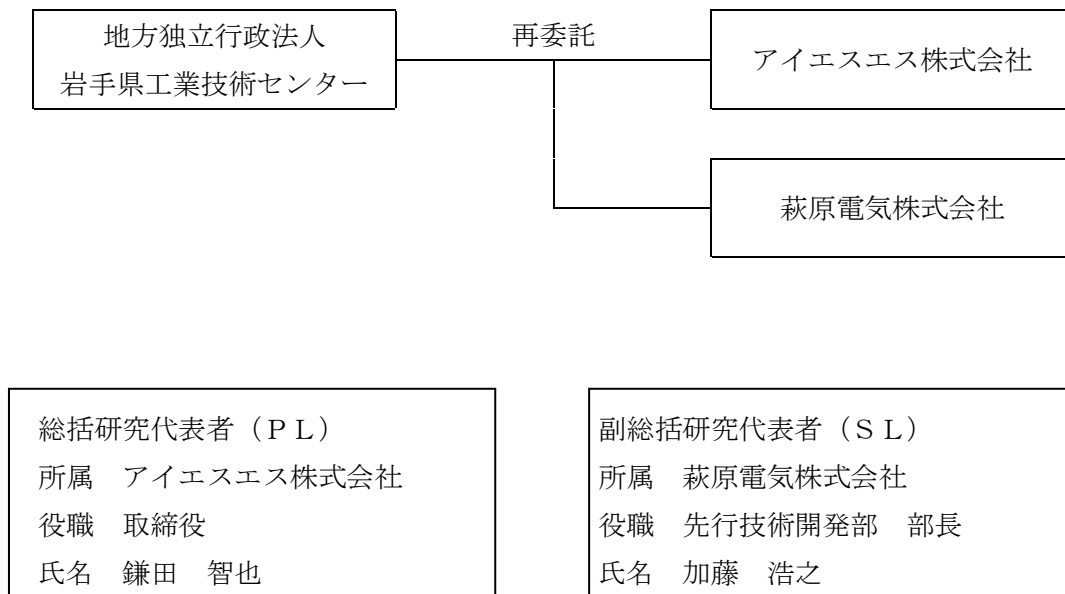 地方独立行政法人
岩手県工業技術センター
再委託
アイエスエス株式会社
萩原電気株式会社
総括研究代表者（ＰＬ）
所属　アイエスエス株式会社
役職　取締役
氏名　鎌田　智也
副総括研究代表者（ＳＬ）
所属　萩原電気株式会社
役職　先行技術開発部　部長
氏名　加藤　浩之